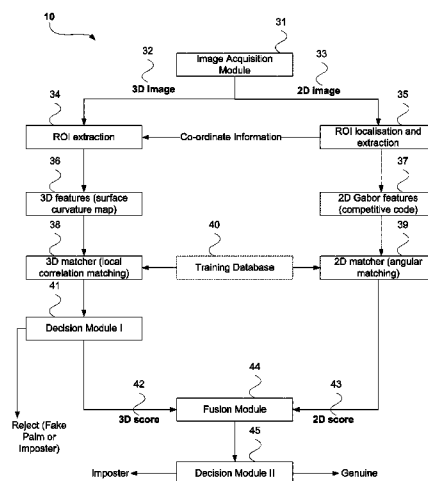 10
31
32
33
Image Acquisition
Module
3D image
2D image
34
35
ROI extraction
Co-ordinate Information
ROI localisation and
extraction
36
37
3D features (surface
curvature map)
2D Gabor features
(competitive code)
38
40
39
3D matcher (local
correlation matching)
Training Database
2D matcher (angular
matching)
41
Decision Module I
42
44
43
3D score
Fusion Module
2D score
Reject (Fake
Palm or
Imposter)
45
Imposter
Decision Module II
Genuine